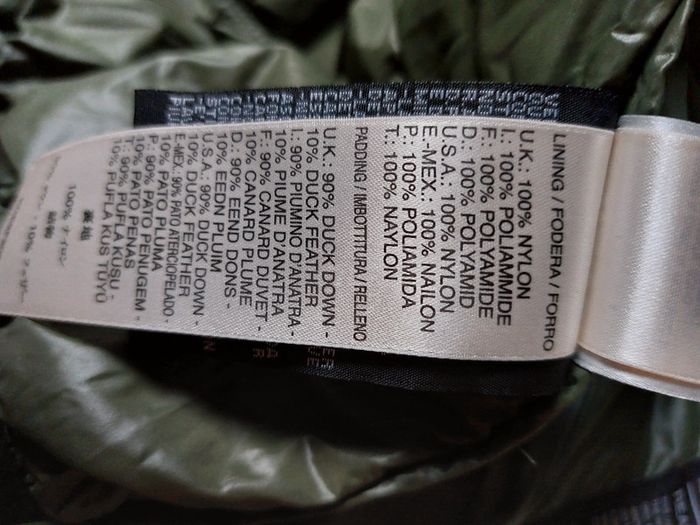 LINING / FODERA / FORRO
U.K.: 100% NYLON
I.: 100% POLIAMMIDE
F.: 100% POLYAMIDE
D.: 100% POLYAMID
U.S.A.: 100% NYLON
E.-MEX.: 100% NAILON
P.: 100% POLIAMIDA
T.: 100% NAYLON
PADDING / IMBOTTITURA / RELLENO
U.K.: 90% DUCK DOWN -
10% DUCK FEATHER
I.: 90% PIUMINO D'ANATRA -
10% PIUME D'ANATRA
F.: 90% CANARD DUVET -
10% CANARD PLUME
D.: 90% EEND DONS -
10% EEDN PLUIM
U.S.A.: 90% DUCK DOWN -
10% DUCK FEATHER
E.-MEX.: 90% PATO ATERCIOPELADO -
10% PATO PLUMA
P.: 90% PATO PENUGEM -
10% PATO PENAS
90% PUFLA KUSU -
10% PUFLA KUS TÜYÜ
裏地
100% ナイロン
10%